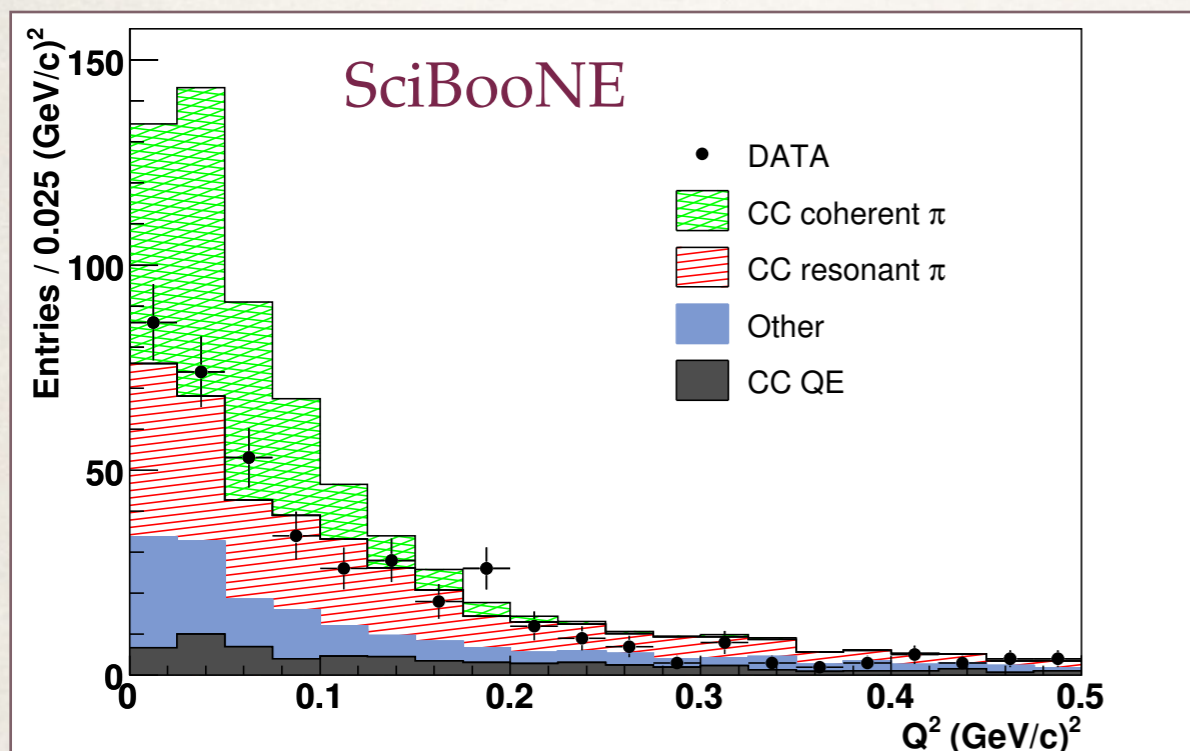 SciBooNE
Entries / 0.025 (GeV/c)²
150
100
50
0
DATA
CC coherent π
CC resonant π
Other
CC QE
0 0.1 0.2 0.3 0.4 0.5
Q² (GeV/c)²